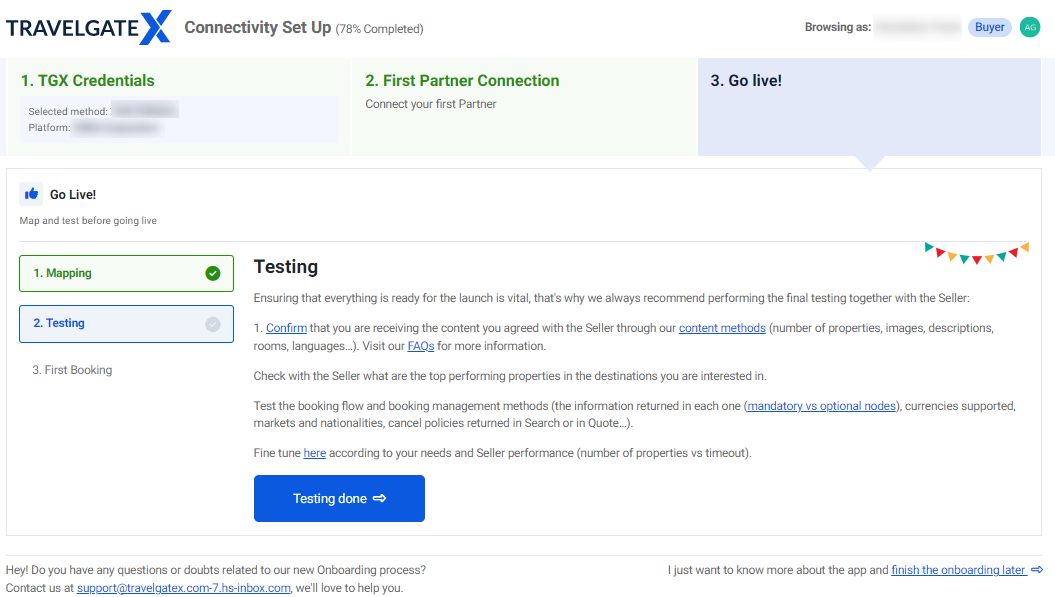 TRAVELGATEX
Connectivity Set Up (78% Completed)
Browsing as:
Buyer
AG
1. TGX Credentials
Selected method:
Platform:
2. First Partner Connection
Connect your first Partner
3. Go live!
Go Live!
Map and test before going live
1. Mapping
2. Testing
3. First Booking
Testing
Ensuring that everything is ready for the launch is vital, that's why we always recommend performing the final testing together with the Seller:
1. Confirm that you are receiving the content you agreed with the Seller through our content methods (number of properties, images, descriptions,
rooms, languages...). Visit our FAQs for more information.
Check with the Seller what are the top performing properties in the destinations you are interested in.
Test the booking flow and booking management methods (the information returned in each one (mandatory vs optional nodes), currencies supported,
markets and nationalities, cancel policies returned in Search or in Quote...).
Fine tune here according to your needs and Seller performance (number of properties vs timeout).
Testing done ⇨
Hey! Do you have any questions or doubts related to our new Onboarding process?
Contact us at support@travelgatex.com-7.hs-inbox.com, we'll love to help you.
I just want to know more about the app and finish the onboarding later ⇨